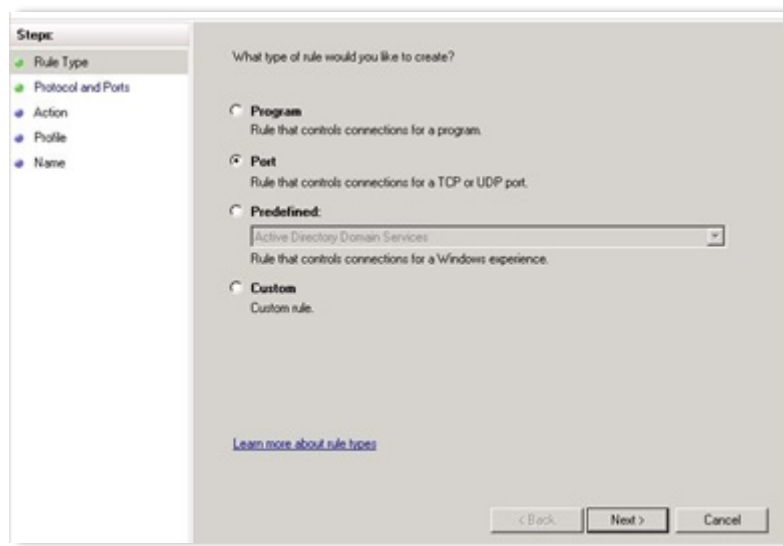 Steps:
Rule Type
Protocol and Ports
Action
Profile
Name
What type of rule would you like to create?
Program
Rule that controls connections for a program.
Port
Rule that controls connections for a TCP or UDP port.
Predefined:
Active Directory Domain Services
Rule that controls connections for a Windows experience.
Custom
Custom rule.
Learn more about rule types
< Back
Next >
Cancel